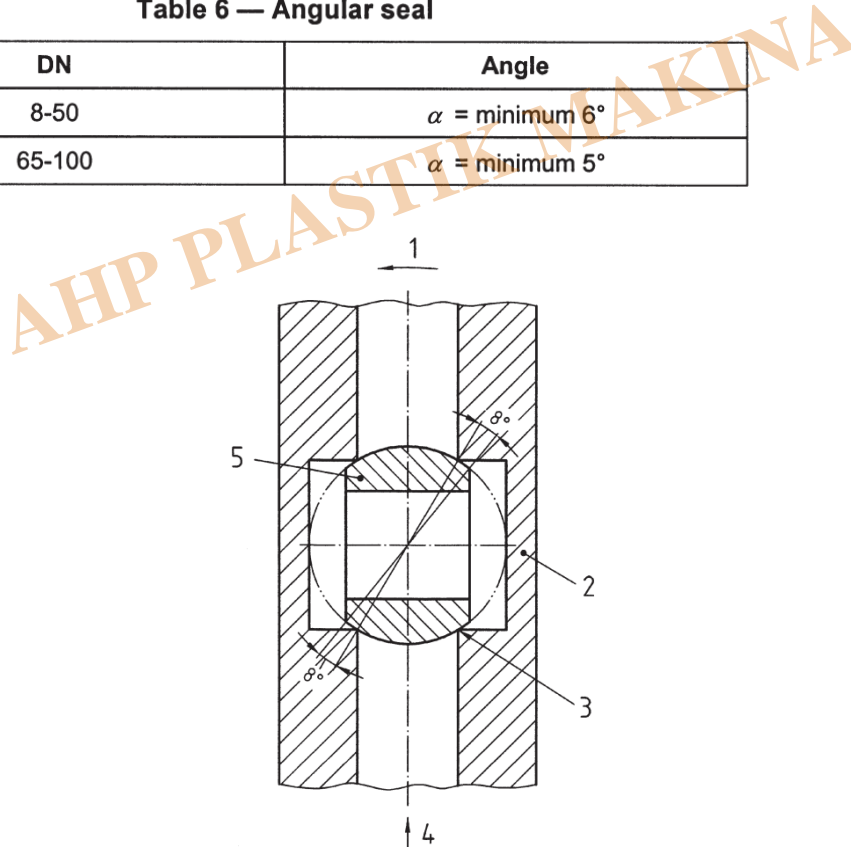 Table 6 — Angular seal
DN Angle
8-50 α = minimum 6°
65-100 α = minimum 5°
AHP PLASTIK MAKINA
1
8°
5
2
8°
3
4